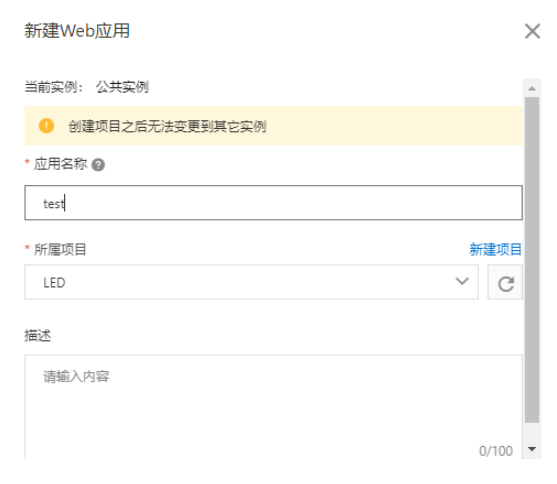 新建Web应用
当前实例： 公共实例
创建项目之后无法变更到其它实例
* 应用名称
test
* 所属项目 新建项目
LED
描述
请输入内容
0/100